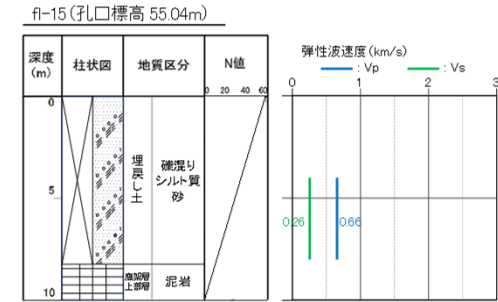 fl-15(孔口標高 55.04m)
深度
(m)
柱状図
地質区分
N値
0 20 40 60
弾性波速度(km/s)
: Vp : Vs
0 1 2 3
0
埋戻し土
礫混り
シルト質
砂
5
0.26 0.66
鷹架層
上部層
泥岩
10